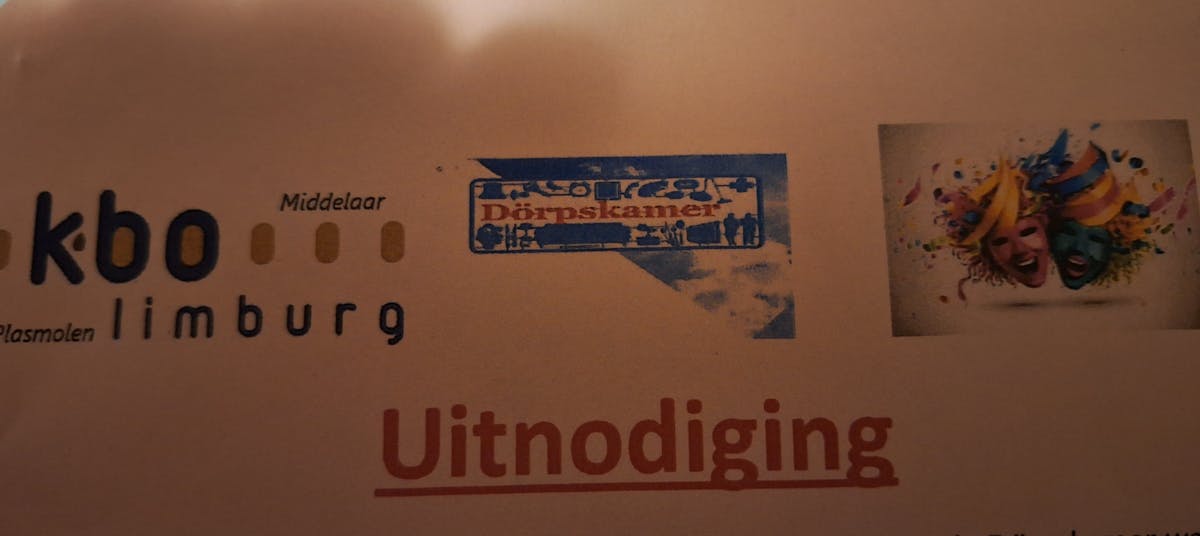 Middelaar
kbo
Plasmolen limburg
Dörpskamer
Uitnodiging